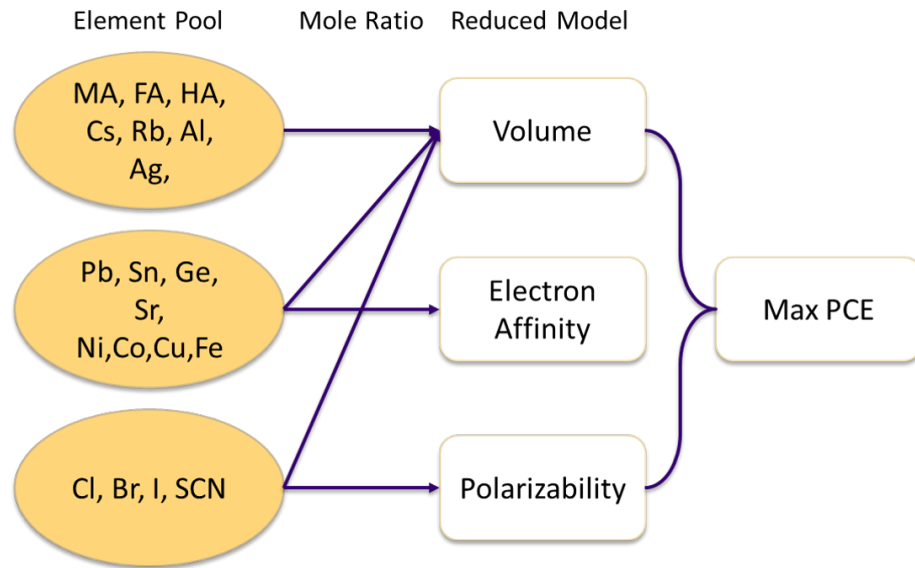 Element Pool
Mole Ratio
Reduced Model
MA, FA, HA,
Cs, Rb, Al,
Ag,
Volume
Pb, Sn, Ge,
Sr,
Ni,Co,Cu,Fe
Electron
Affinity
Max PCE
Cl, Br, I, SCN
Polarizability